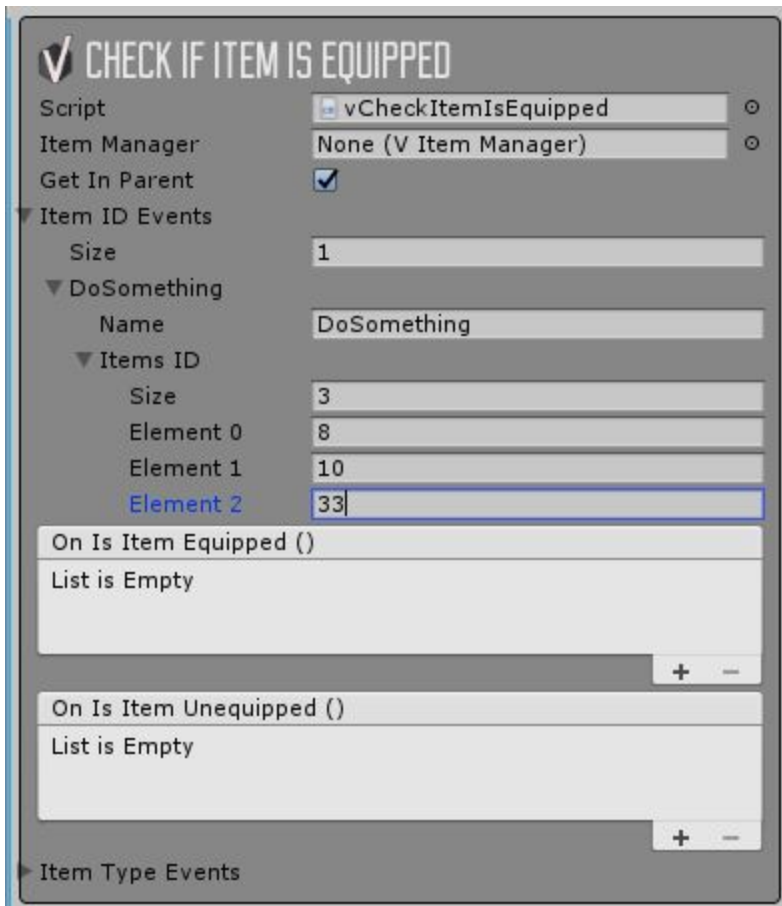 CHECK IF ITEM IS EQUIPPED
Script vCheckItemIsEquipped
Item Manager None (V Item Manager)
Get In Parent
Item ID Events
Size 1
DoSomething
Name DoSomething
Items ID
Size 3
Element 0 8
Element 1 10
Element 2 33
On Is Item Equipped ()
List is Empty
+ −
On Is Item Unequipped ()
List is Empty
+ −
Item Type Events